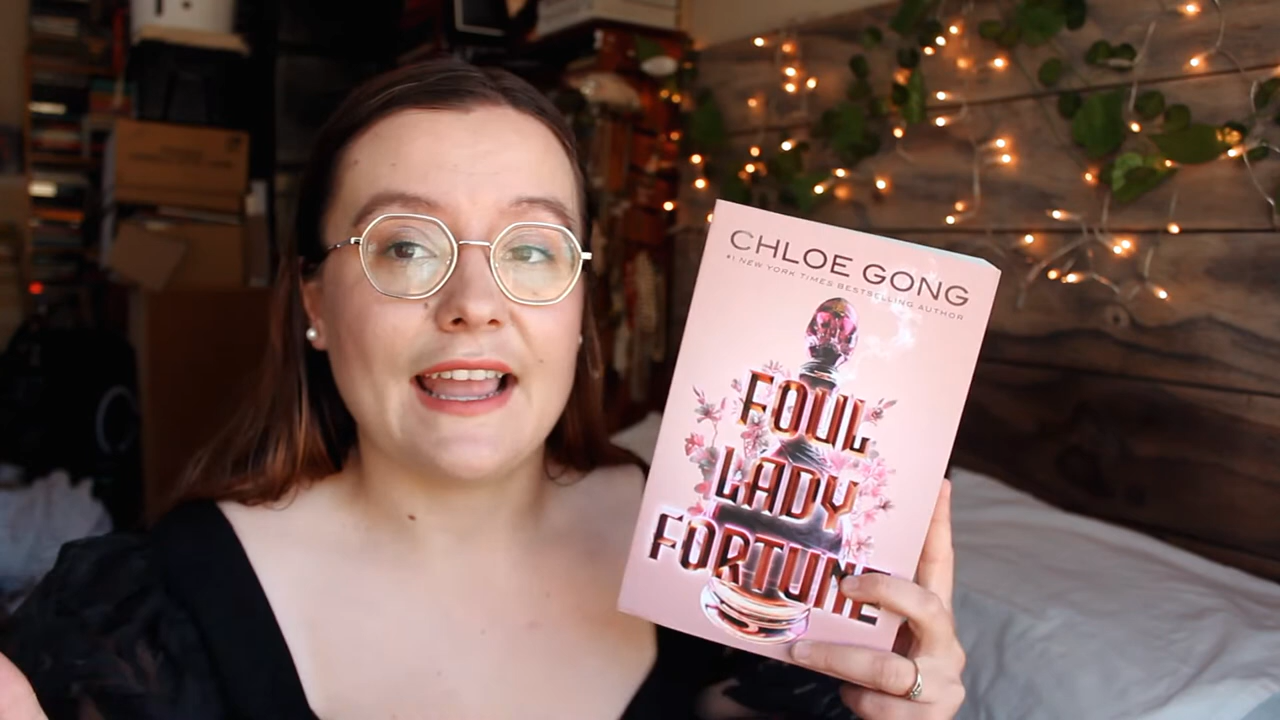 CHLOE GONG
#1 NEW YORK TIMES BESTSELLING AUTHOR
FOUL
LADY
FORTUNE